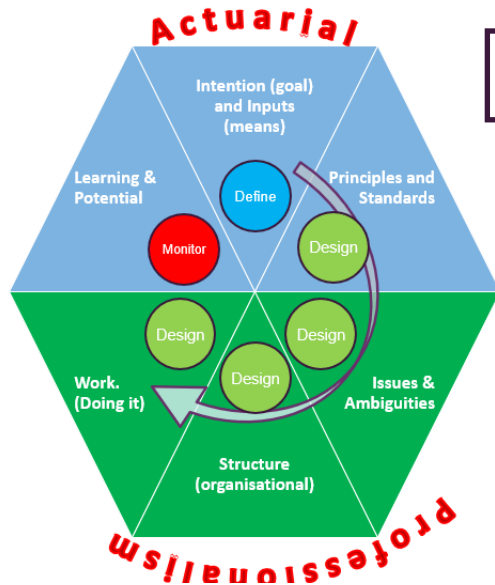 Actuarial
Intention (goal)
and Inputs
(means)
Learning &
Potential
Principles and
Standards
Define
Monitor
Design
Design
Design
Design
Work.
(Doing it)
Issues &
Ambiguities
Structure
(organisational)
Professionalism